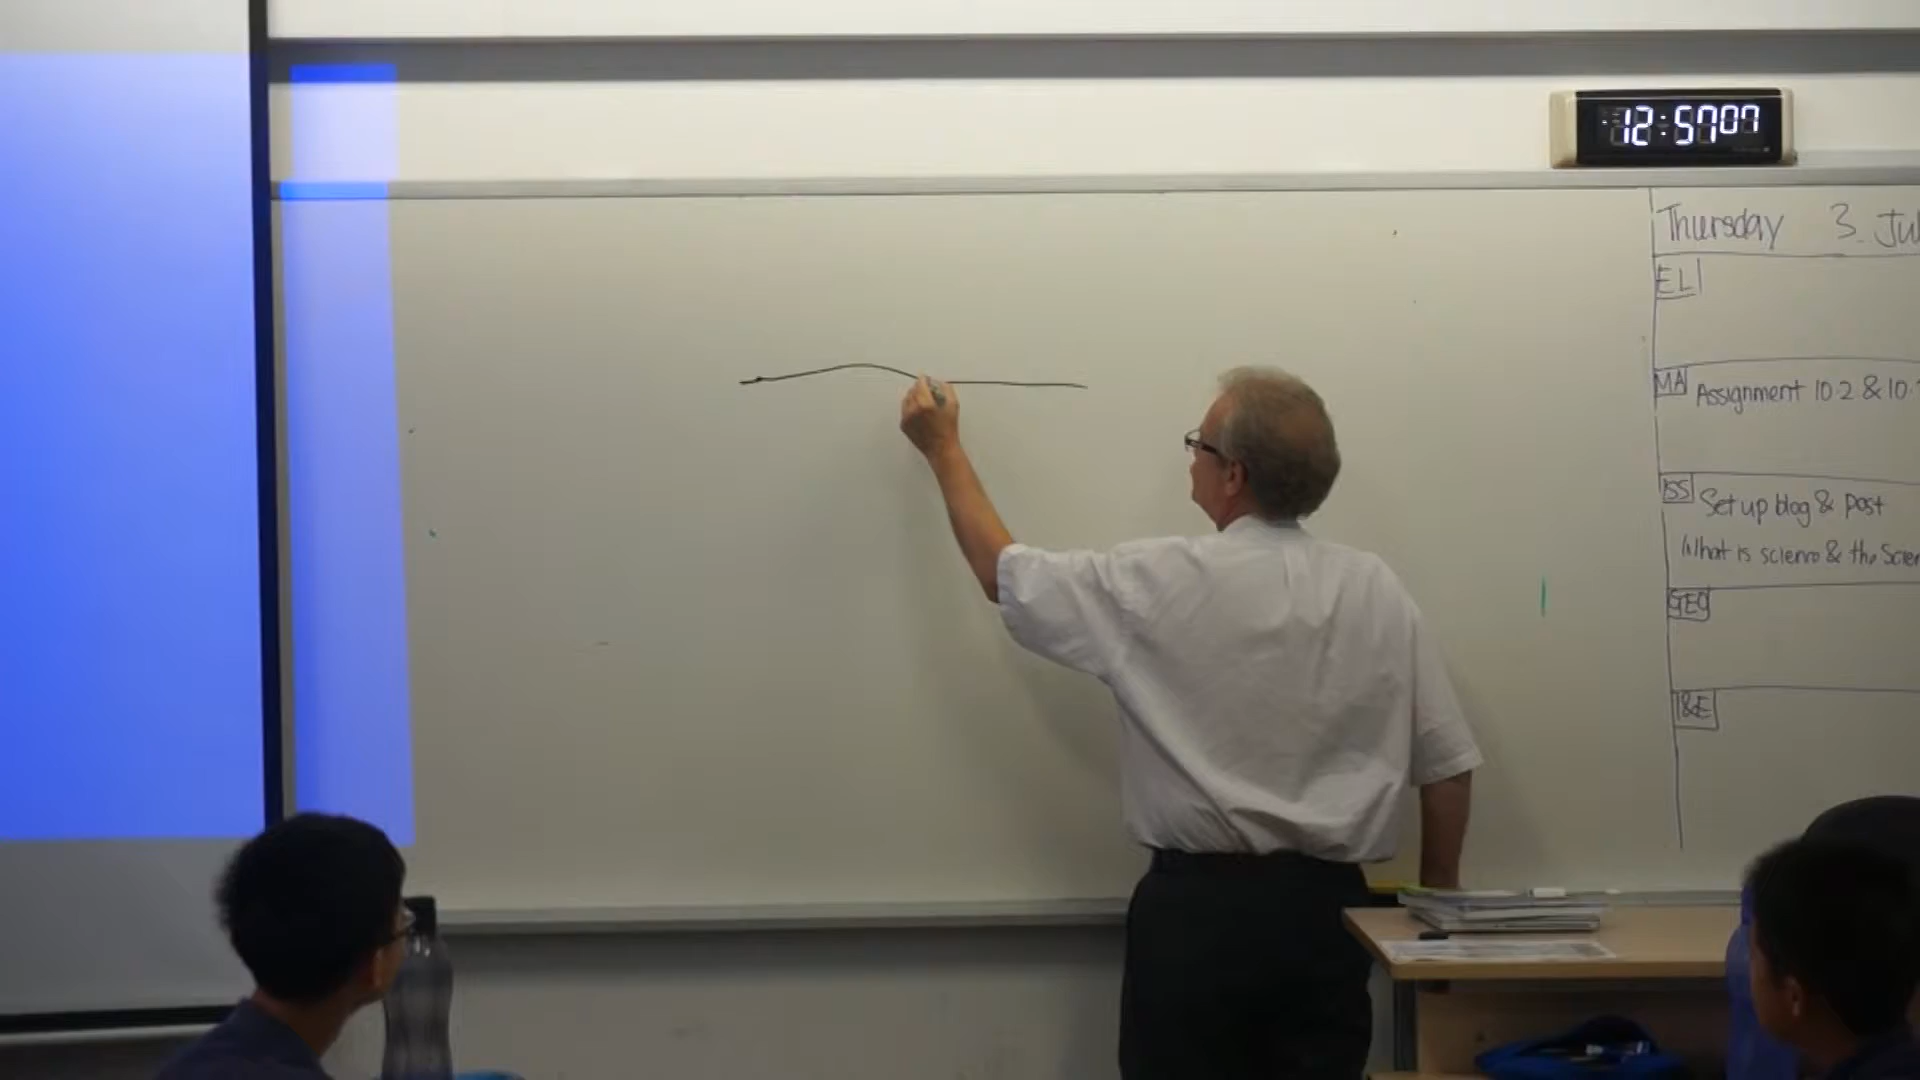 12:57 07
Thursday 3 Jul
EL
MA Assignment 10.2 & 10.
ISS Set up blog & post
What is science & the Scien
GEO
I&E